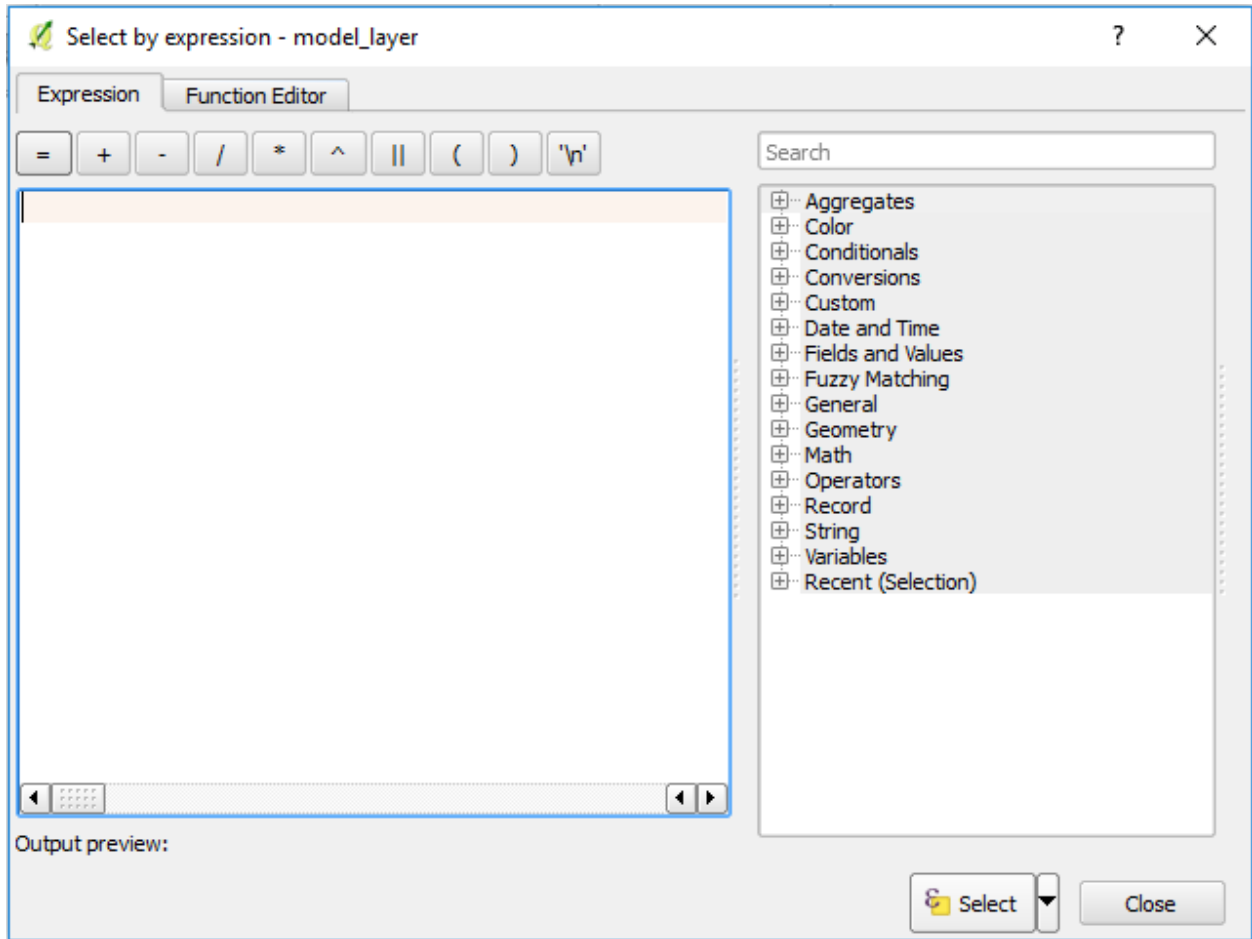 Select by expression - model_layer
?
Expression
Function Editor
= + - / * ^ || ( ) '\n'
Search
Aggregates
Color
Conditionals
Conversions
Custom
Date and Time
Fields and Values
Fuzzy Matching
General
Geometry
Math
Operators
Record
String
Variables
Recent (Selection)
Output preview:
Select
Close